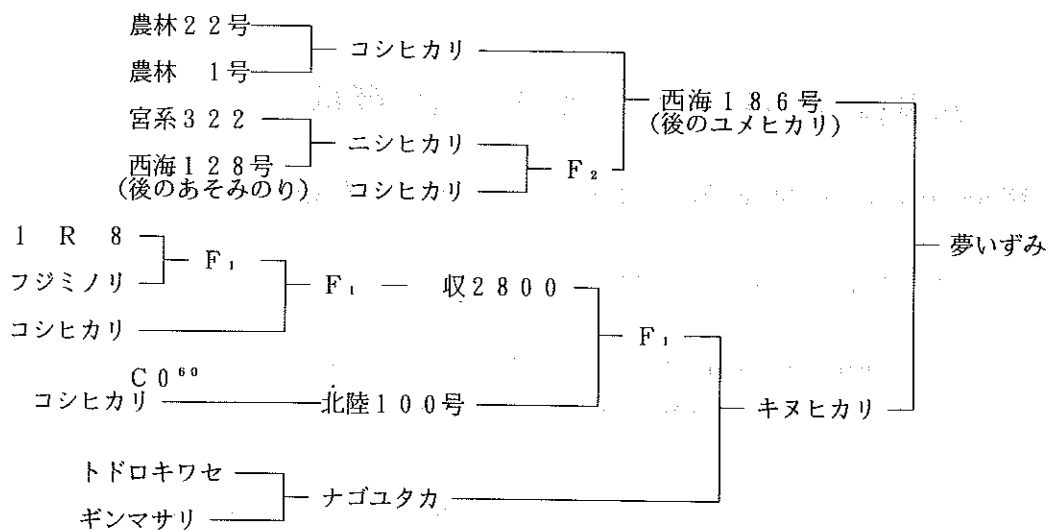 農林22号
コシヒカリ
農林 1号
西海186号
(後のユメヒカリ)
宮系322
ニシヒカリ
西海128号
(後のあそみのり)
F₂
コシヒカリ
夢いずみ
1 R 8
F₁
フジミノリ
F₁ ― 収2800
コシヒカリ
F₁
C0⁶⁰
コシヒカリ
北陸100号
キヌヒカリ
トドロキワセ
ナゴユタカ
ギンマサリ